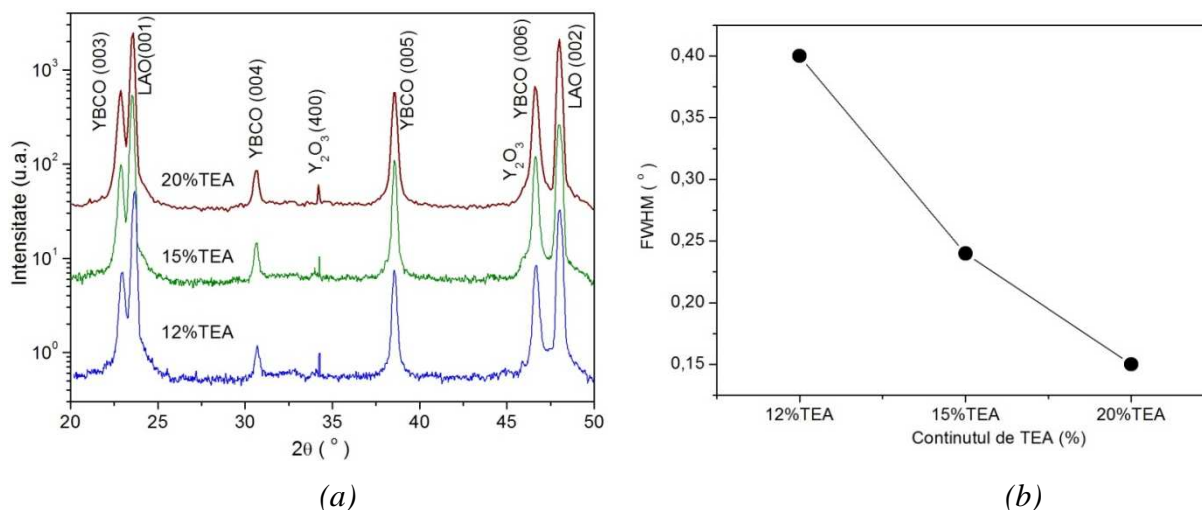 10³
10²
10¹
10⁰
Intensitate (u.a.)
YBCO (003)
LAO(001)
YBCO (004)
Y₂O₃ (400)
YBCO (005)
Y₂O₃
YBCO (006)
LAO (002)
20%TEA
15%TEA
12%TEA
20 25 30 35 40 45 50
2θ ( ° )
(a)
0,40
0,35
0,30
0,25
0,20
0,15
FWHM ( ° )
12%TEA 15%TEA 20%TEA
Continutul de TEA (%)
(b)